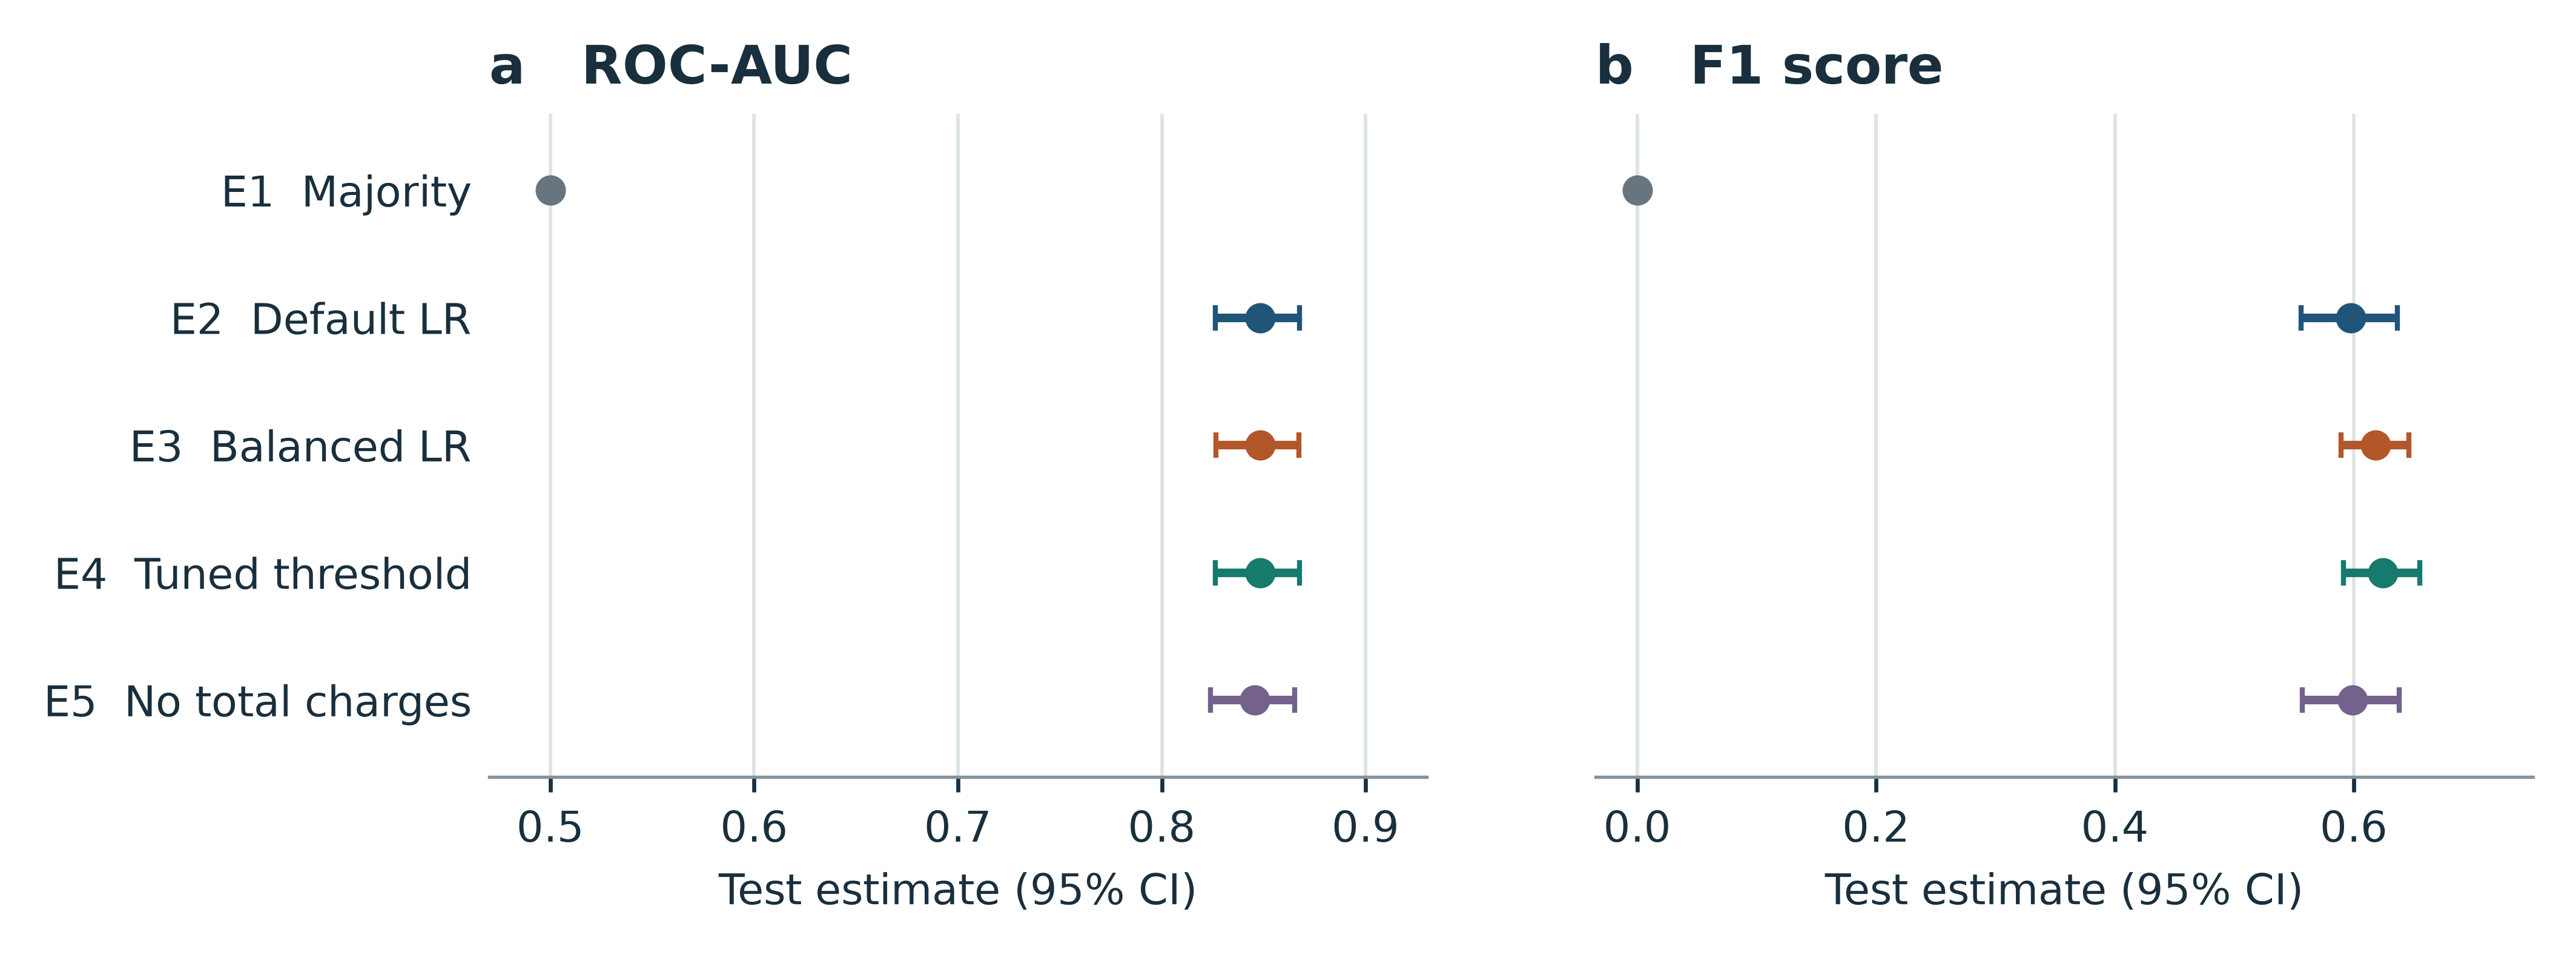 a ROC-AUC
E1 Majority
E2 Default LR
E3 Balanced LR
E4 Tuned threshold
E5 No total charges
0.5 0.6 0.7 0.8 0.9
Test estimate (95% CI)
b F1 score
0.0 0.2 0.4 0.6
Test estimate (95% CI)